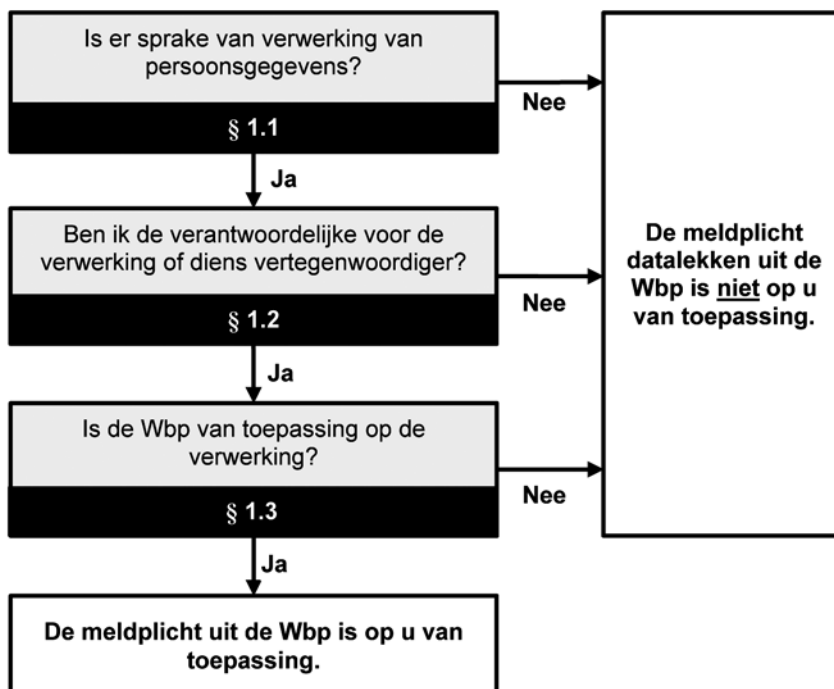 Is er sprake van verwerking van
persoonsgegevens?
Nee
§ 1.1
Ja
Ben ik de verantwoordelijke voor de
verwerking of diens vertegenwoordiger?
Nee
§ 1.2
Ja
Is de Wbp van toepassing op de
verwerking?
Nee
§ 1.3
Ja
De meldplicht uit de Wbp is op u van
toepassing.
De meldplicht
datalekken uit de
Wbp is niet op u
van toepassing.